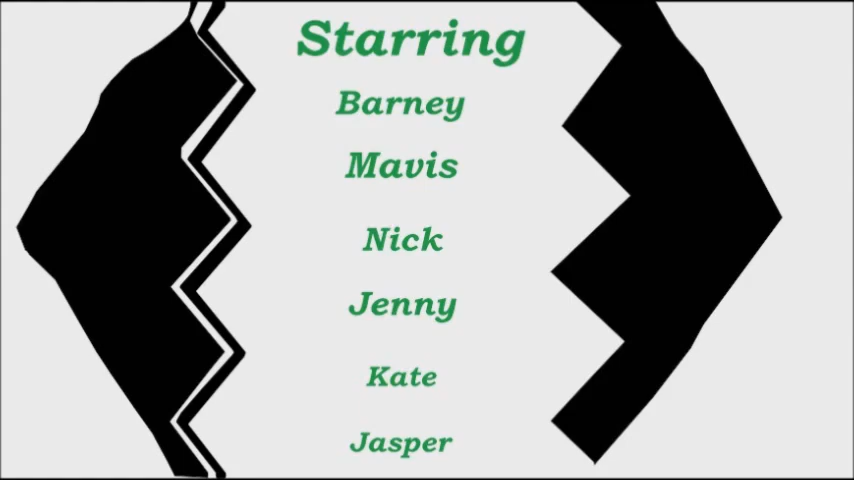 Starring
Barney
Mavis
Nick
Jenny
Kate
Jasper